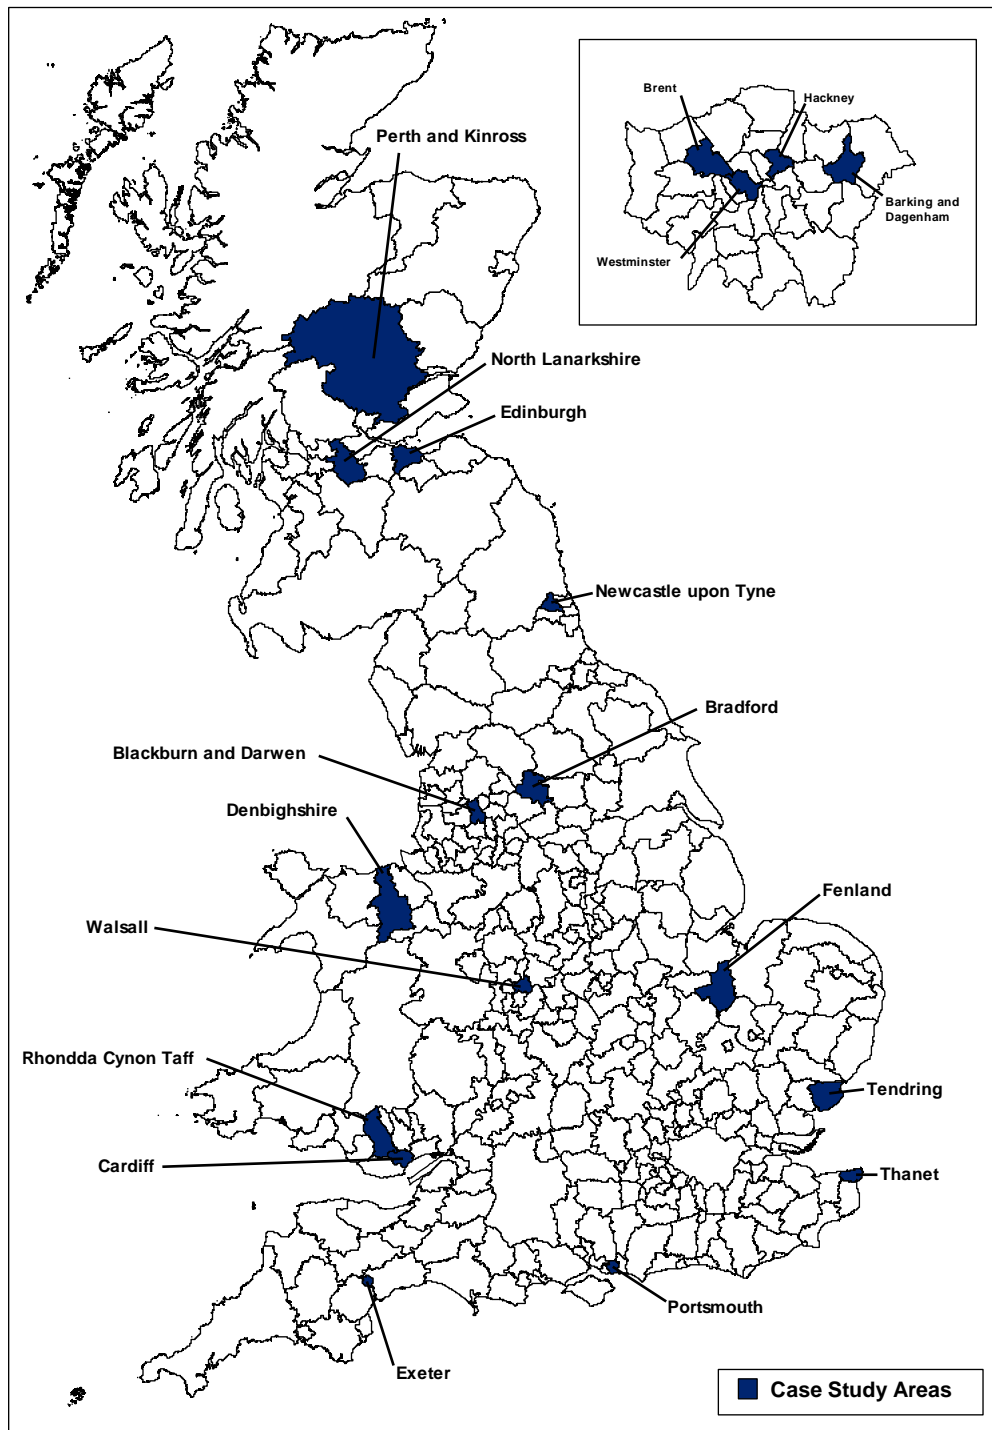 Brent
Hackney
Perth and Kinross
Barking and
Dagenham
Westminster
North Lanarkshire
Edinburgh
Newcastle upon Tyne
Bradford
Blackburn and Darwen
Denbighshire
Fenland
Walsall
Rhondda Cynon Taff
Tendring
Cardiff
Thanet
Portsmouth
Exeter
Case Study Areas